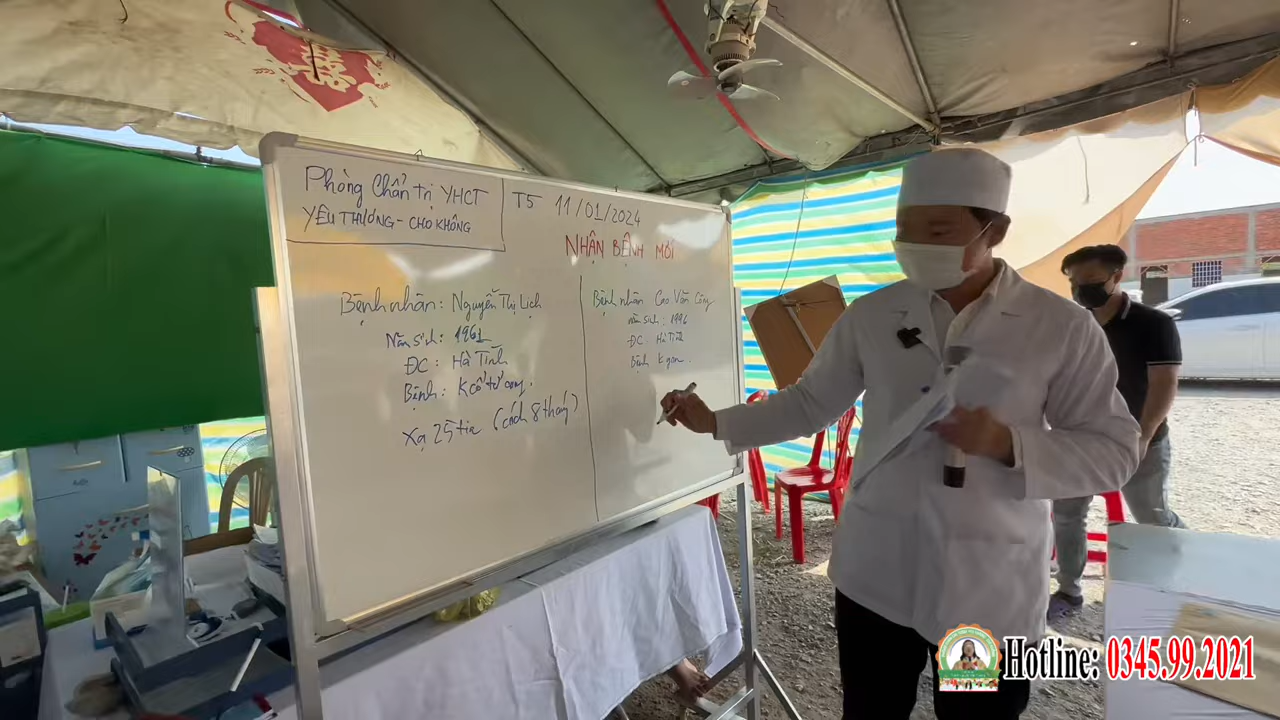 Phòng Chẩn trị YHCT
YÊU THƯƠNG - CHO KHÔNG
T5 11/01/2024
NHẬN BỆNH MỚI
Bệnh nhân: Nguyễn Thị Lịch
Năm sinh: 1961
ĐC: Hà Tĩnh
Bệnh: K cổ tử cung.
Xạ 25 tia (cách 8 tháng)
Bệnh nhân Cao Văn Công
Năm sinh: 1996
ĐC: Hà Tĩnh
Bệnh K gan.
Hotline: 0345.99.2021